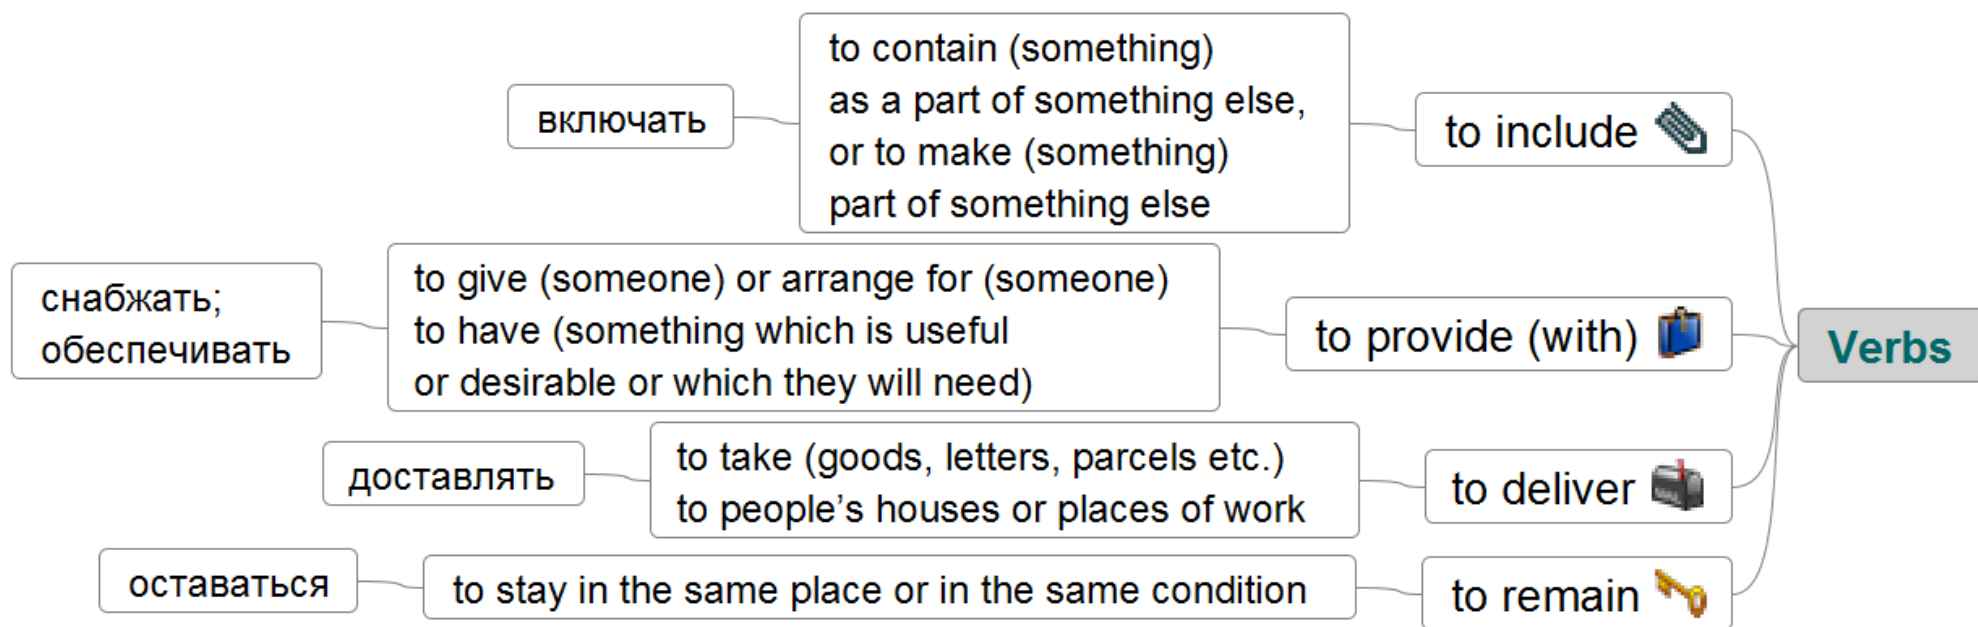 Verbs
to include
to contain (something)
as a part of something else,
or to make (something)
part of something else
включать
to provide (with)
to give (someone) or arrange for (someone)
to have (something which is useful
or desirable or which they will need)
снабжать;
обеспечивать
to deliver
to take (goods, letters, parcels etc.)
to people’s houses or places of work
доставлять
to remain
to stay in the same place or in the same condition
оставаться